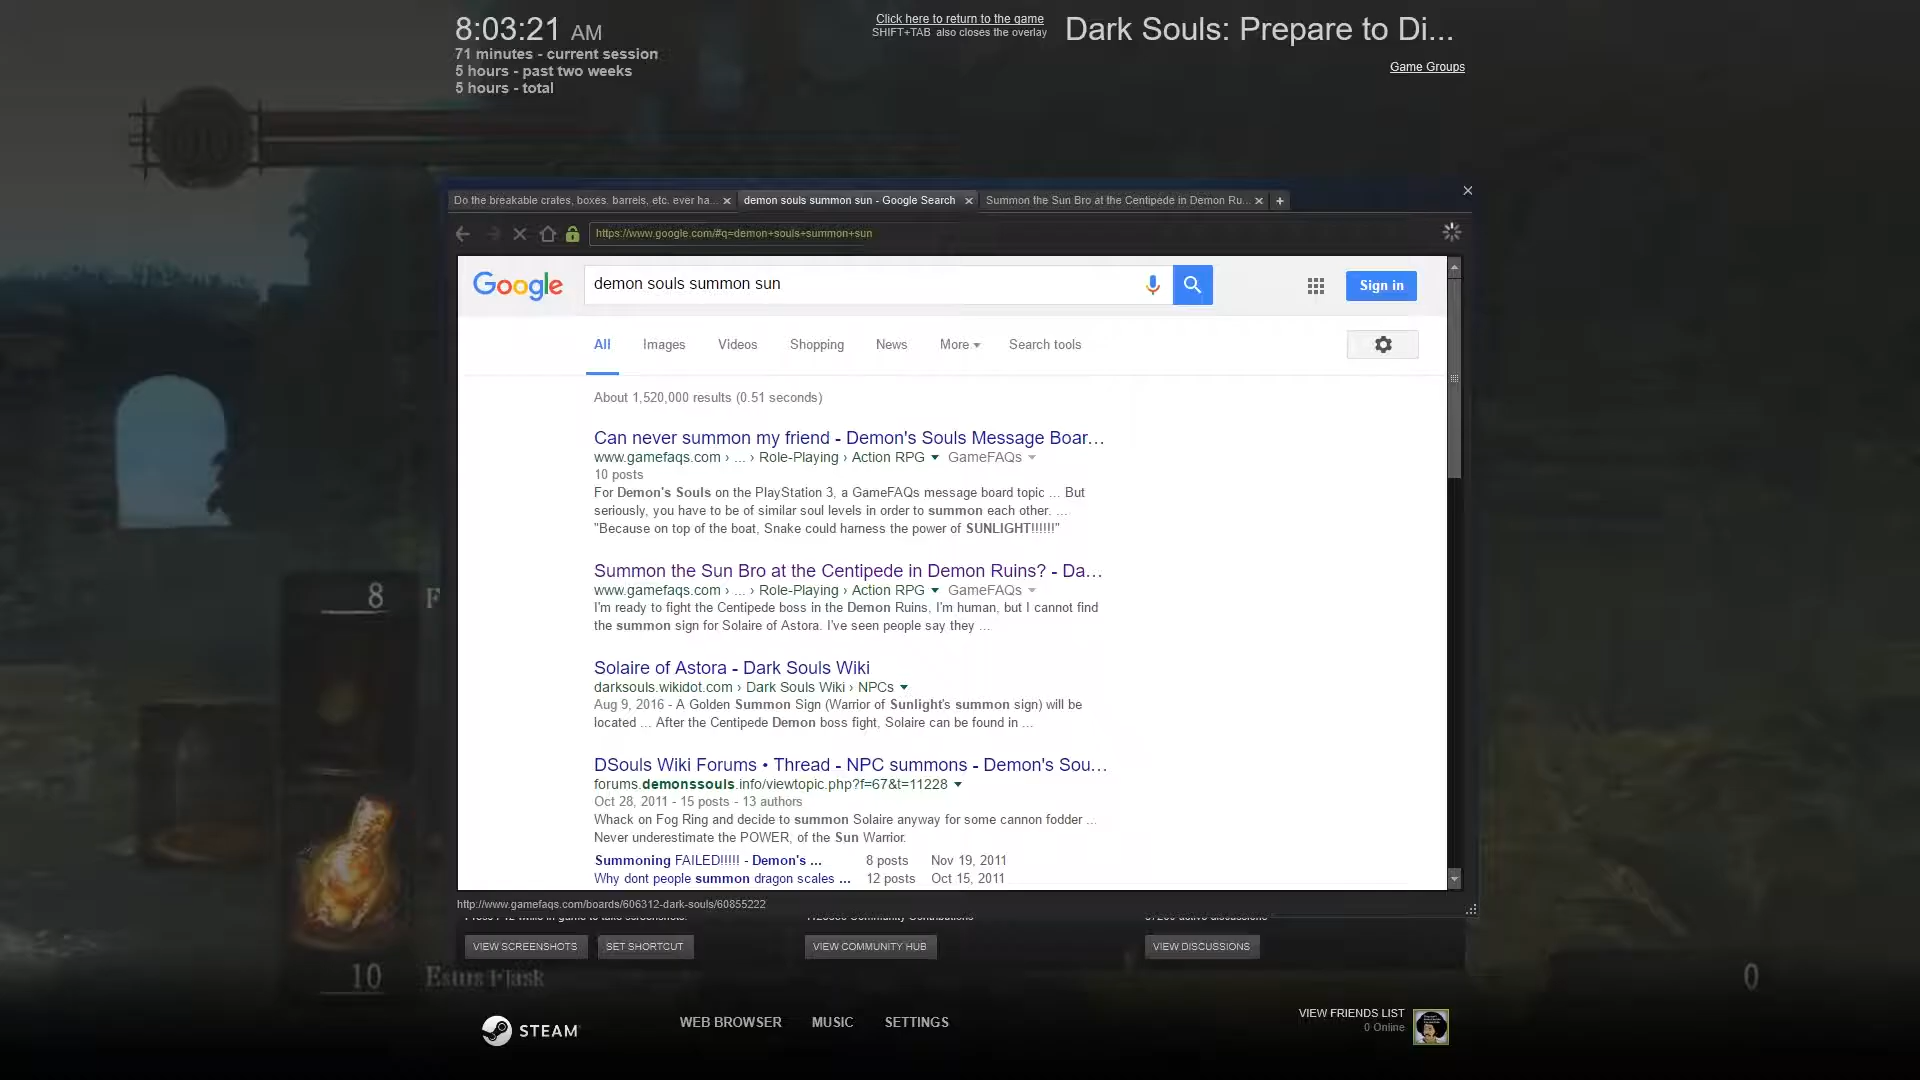 8:03:21 AM
71 minutes - current session
5 hours - past two weeks
5 hours - total
Click here to return to the game
SHIFT+TAB also closes the overlay
Dark Souls: Prepare to Di...
Game Groups
Do the breakable crates, boxes, barrels, etc. ever ha...
demon souls summon sun - Google Search
Summon the Sun Bro at the Centipede in Demon Ru...
https://www.google.com/#q=demon+souls+summon+sun
Google
demon souls summon sun
Sign in
All
Images
Videos
Shopping
News
More
Search tools
About 1,520,000 results (0.51 seconds)
Can never summon my friend - Demon's Souls Message Boar...
www.gamefaqs.com › ... › Role-Playing › Action RPG GameFAQs
10 posts
For Demon's Souls on the PlayStation 3, a GameFAQs message board topic ... But
seriously, you have to be of similar soul levels in order to summon each other. ...
"Because on top of the boat, Snake could harness the power of SUNLIGHT!!!!!!"
Summon the Sun Bro at the Centipede in Demon Ruins? - Da...
www.gamefaqs.com › ... › Role-Playing › Action RPG GameFAQs
I'm ready to fight the Centipede boss in the Demon Ruins, I'm human, but I cannot find
the summon sign for Solaire of Astora. I've seen people say they ...
Solaire of Astora - Dark Souls Wiki
darksouls.wikidot.com › Dark Souls Wiki › NPCs
Aug 9, 2016 - A Golden Summon Sign (Warrior of Sunlight's summon sign) will be
located ... After the Centipede Demon boss fight, Solaire can be found in ...
DSouls Wiki Forums • Thread - NPC summons - Demon's Sou...
forums.demonssouls.info/viewtopic.php?f=67&t=11228
Oct 28, 2011 - 15 posts - 13 authors
Whack on Fog Ring and decide to summon Solaire anyway for some cannon fodder ...
Never underestimate the POWER, of the Sun Warrior.
Summoning FAILED!!!!! - Demon's ... 8 posts Nov 19, 2011
Why dont people summon dragon scales ... 12 posts Oct 15, 2011
http://www.gamefaqs.com/boards/606312-dark-souls/60855222
VIEW SCREENSHOTS
SET SHORTCUT
VIEW COMMUNITY HUB
VIEW DISCUSSIONS
8
F
10
Estus Flask
0
STEAM
WEB BROWSER
MUSIC
SETTINGS
VIEW FRIENDS LIST
0 Online